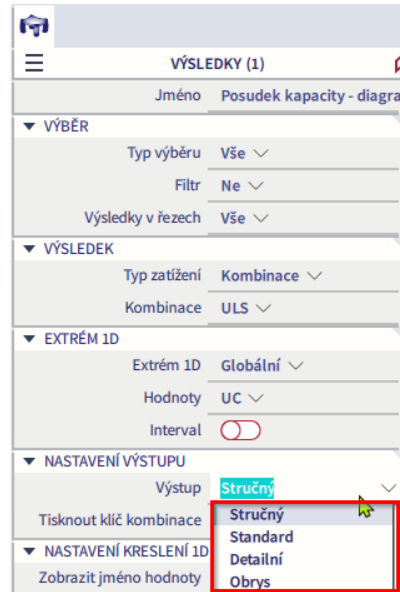 VÝSLEDKY (1)
Jméno Posudek kapacity - diagra
VÝBĚR
Typ výběru Vše
Filtr Ne
Výsledky v řezech Vše
VÝSLEDEK
Typ zatížení Kombinace
Kombinace ULS
EXTRÉM 1D
Extrém 1D Globální
Hodnoty UC
Interval
NASTAVENÍ VÝSTUPU
Výstup Stručný
Tisknout klíč kombinace Stručný
Standard
NASTAVENÍ KRESLENÍ 1D Detailní
Zobrazit jméno hodnoty Obrys